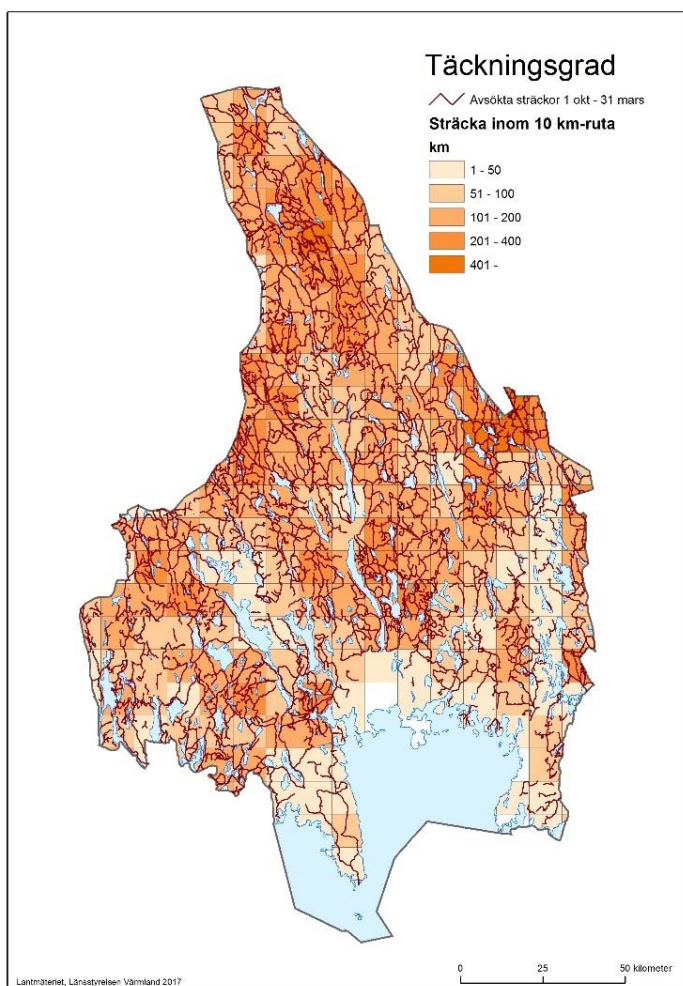 Täckningsgrad
Avsökta sträckor 1 okt - 31 mars
Sträcka inom 10 km-ruta
km
1 - 50
51 - 100
101 - 200
201 - 400
401 -
0 25 50 kilometer
Lantmäteriet, Länsstyrelsen Värmland 2017